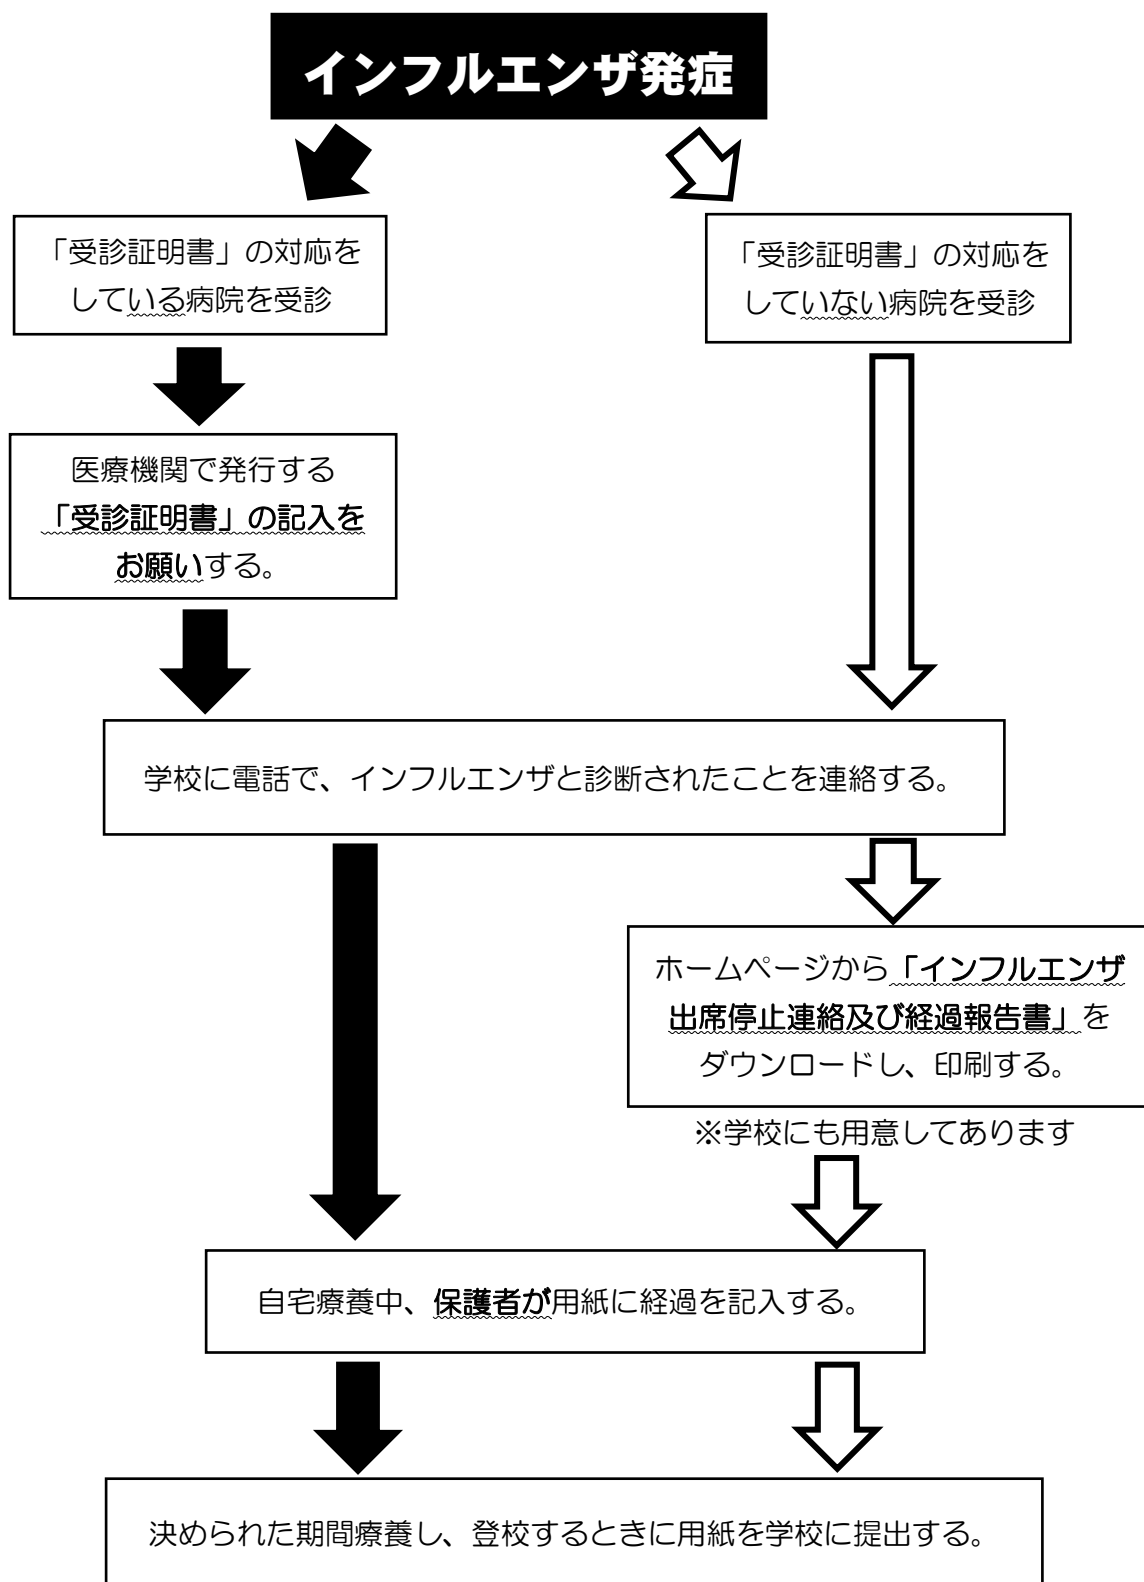 インフルエンザ発症
「受診証明書」の対応を
している病院を受診
「受診証明書」の対応を
していない病院を受診
医療機関で発行する
「受診証明書」の記入を
お願いする。
学校に電話で、インフルエンザと診断されたことを連絡する。
ホームページから「インフルエンザ
出席停止連絡及び経過報告書」を
ダウンロードし、印刷する。
※学校にも用意してあります
自宅療養中、保護者が用紙に経過を記入する。
決められた期間療養し、登校するときに用紙を学校に提出する。